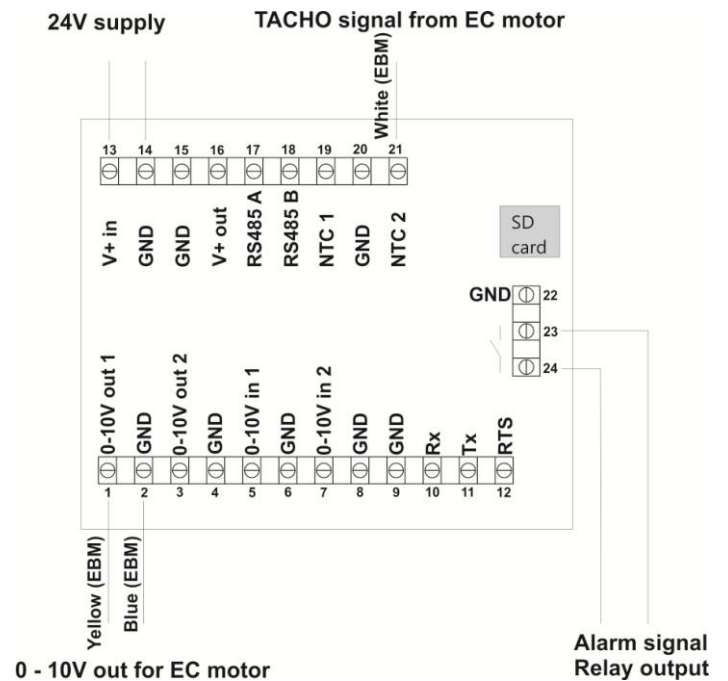 24V supply
TACHO signal from EC motor
White (EBM)
13 14 15 16 17 18 19 20 21
V+ in
GND
GND
V+ out
RS485 A
RS485 B
NTC 1
GND
NTC 2
SD
card
GND 22
23
24
0-10V out 1
GND
0-10V out 2
GND
0-10V in 1
GND
0-10V in 2
GND
GND
Rx
Tx
RTS
1 2 3 4 5 6 7 8 9 10 11 12
Yellow (EBM)
Blue (EBM)
0 - 10V out for EC motor
Alarm signal
Relay output